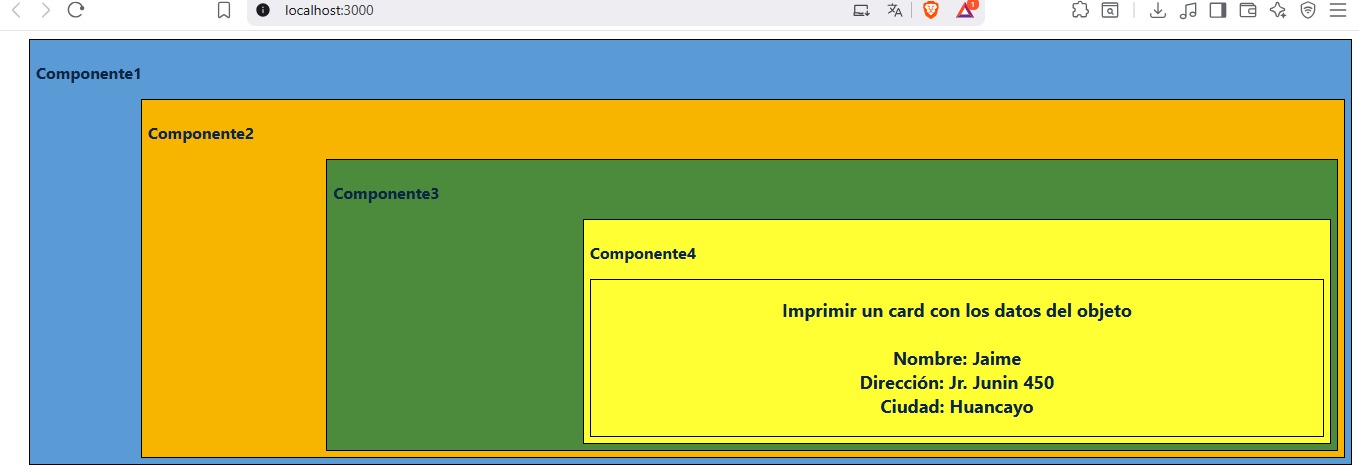 localhost:3000
1
Componente1
Componente2
Componente3
Componente4
Imprimir un card con los datos del objeto
Nombre: Jaime
Dirección: Jr. Junin 450
Ciudad: Huancayo